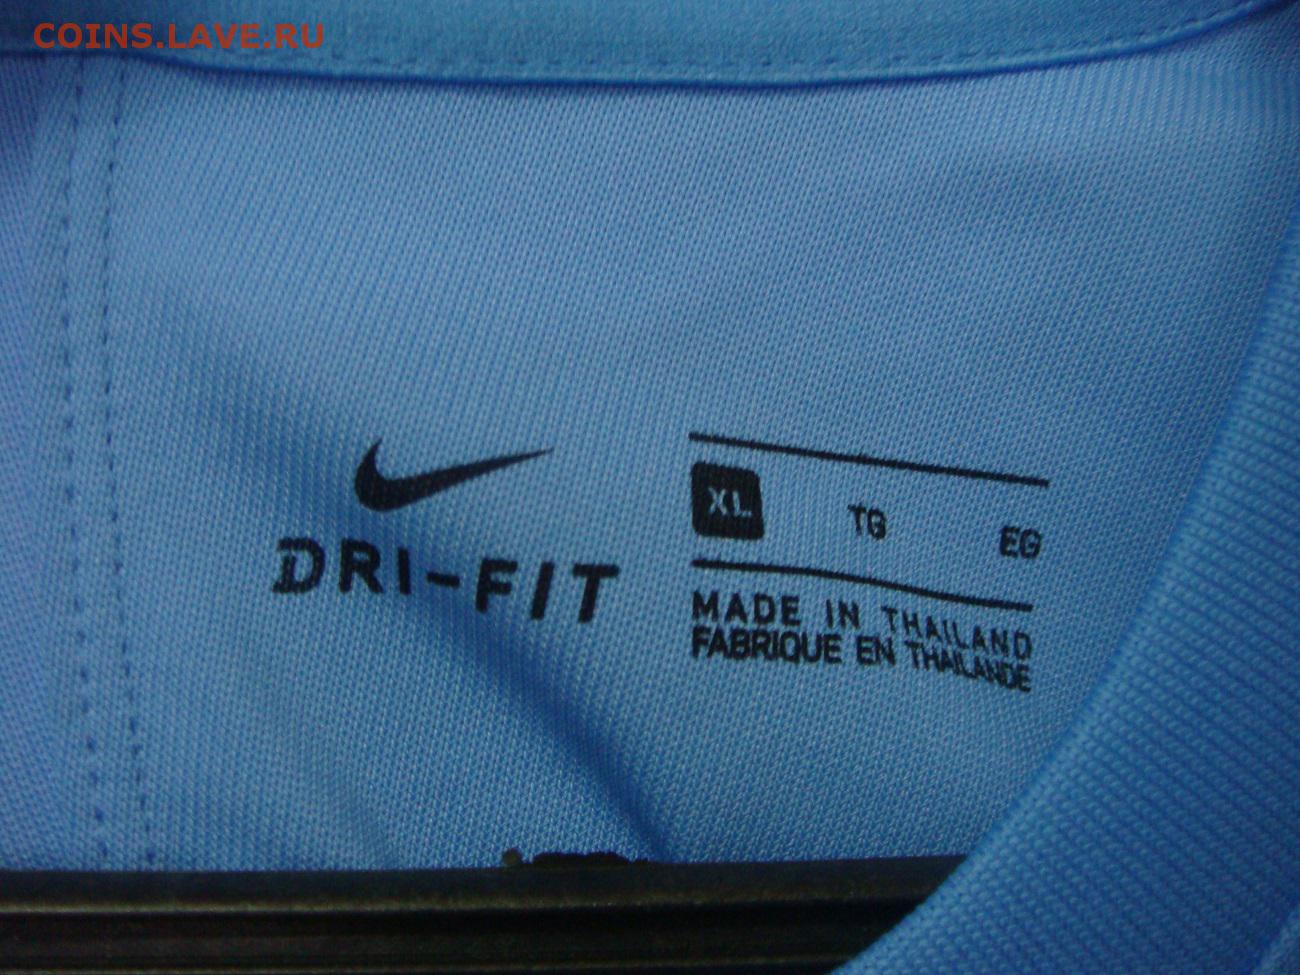 COINS.LAVE.RU
DRI-FIT
XL TG EG
MADE IN THAILAND
FABRIQUE EN THAILANDE